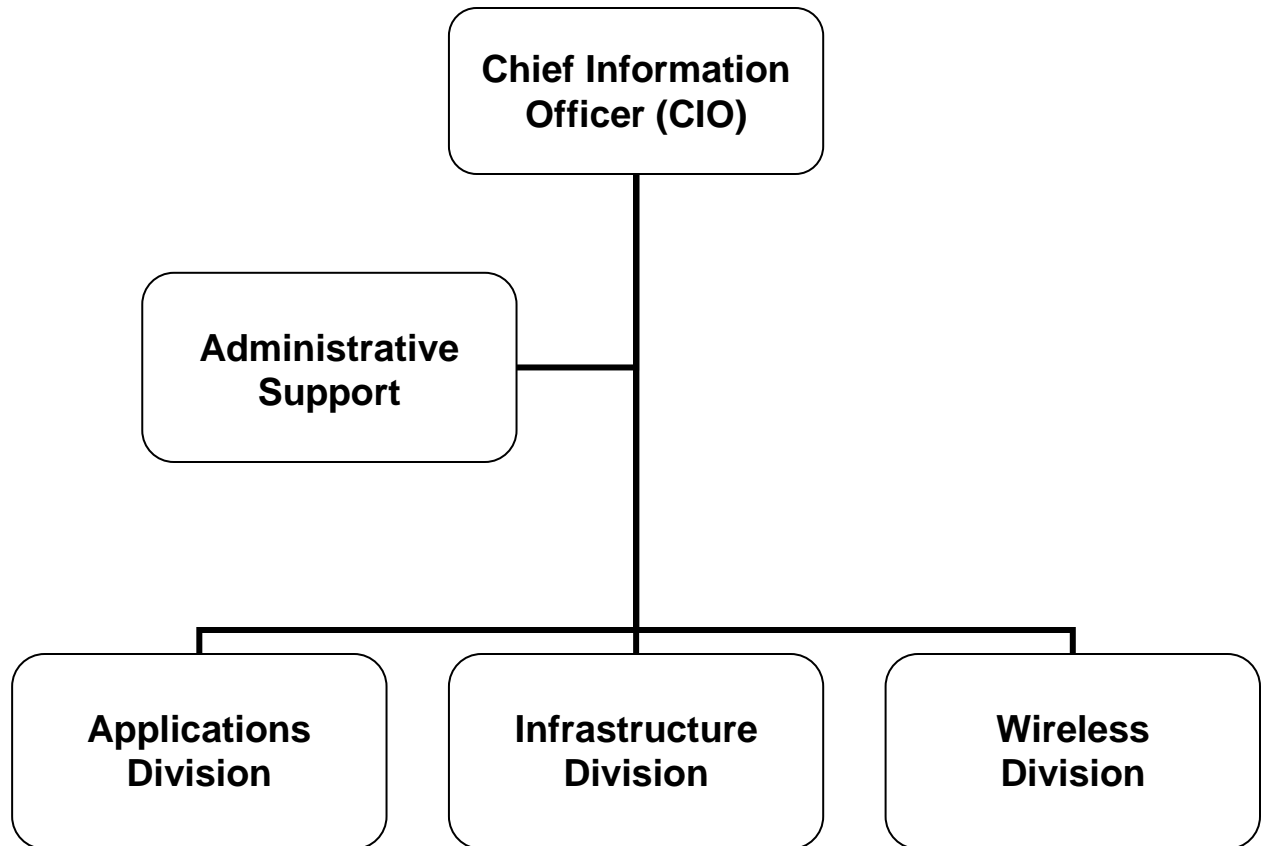 Chief Information
Officer (CIO)
Administrative
Support
Applications
Division
Infrastructure
Division
Wireless
Division